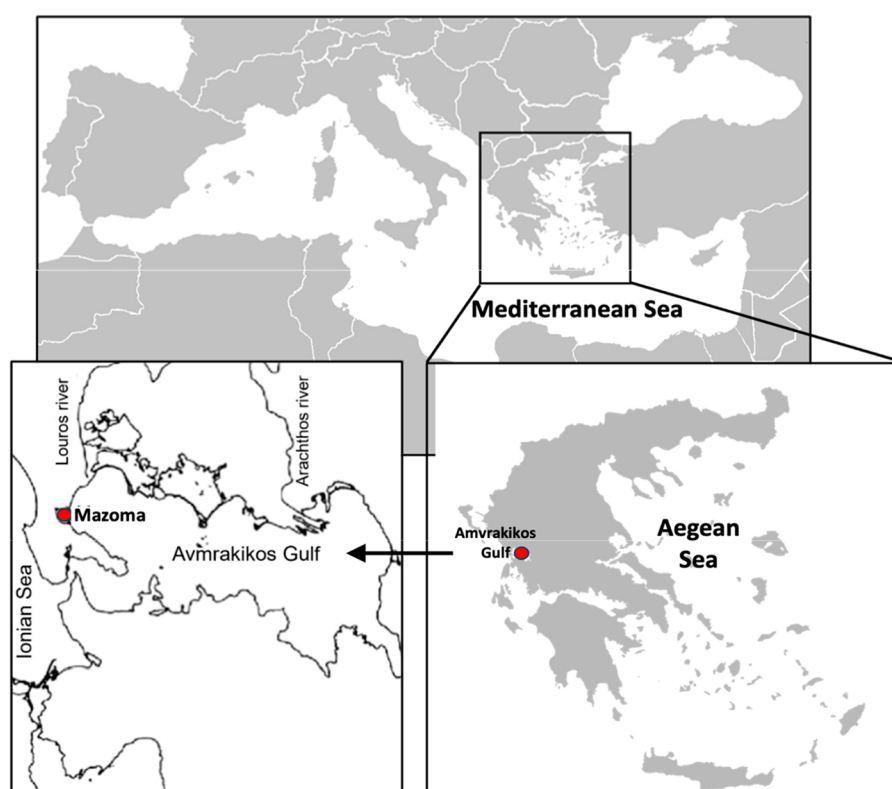 Mediterranean Sea
Louros river
Arachthos river
Mazoma
Avmrakikos Gulf
Ionian Sea
Amvrakikos
Gulf
Aegean
Sea